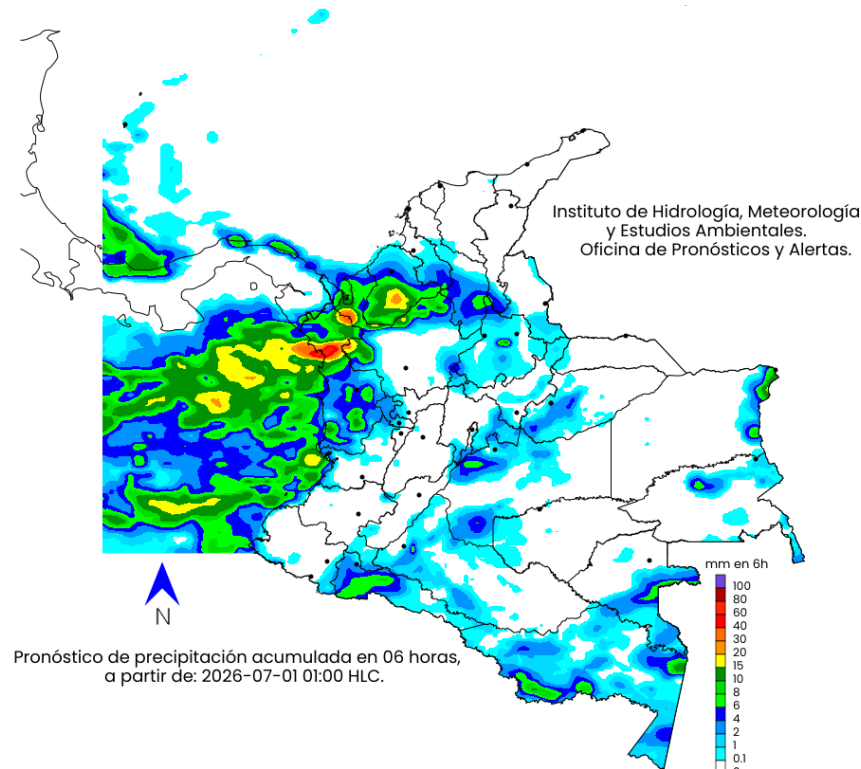 Instituto de Hidrología, Meteorología
y Estudios Ambientales.
Oficina de Pronósticos y Alertas.
N
Pronóstico de precipitación acumulada en 06 horas,
a partir de: 2026-07-01 01:00 HLC.
mm en 6h
100
80
60
40
30
20
15
10
8
6
4
2
1
0.1